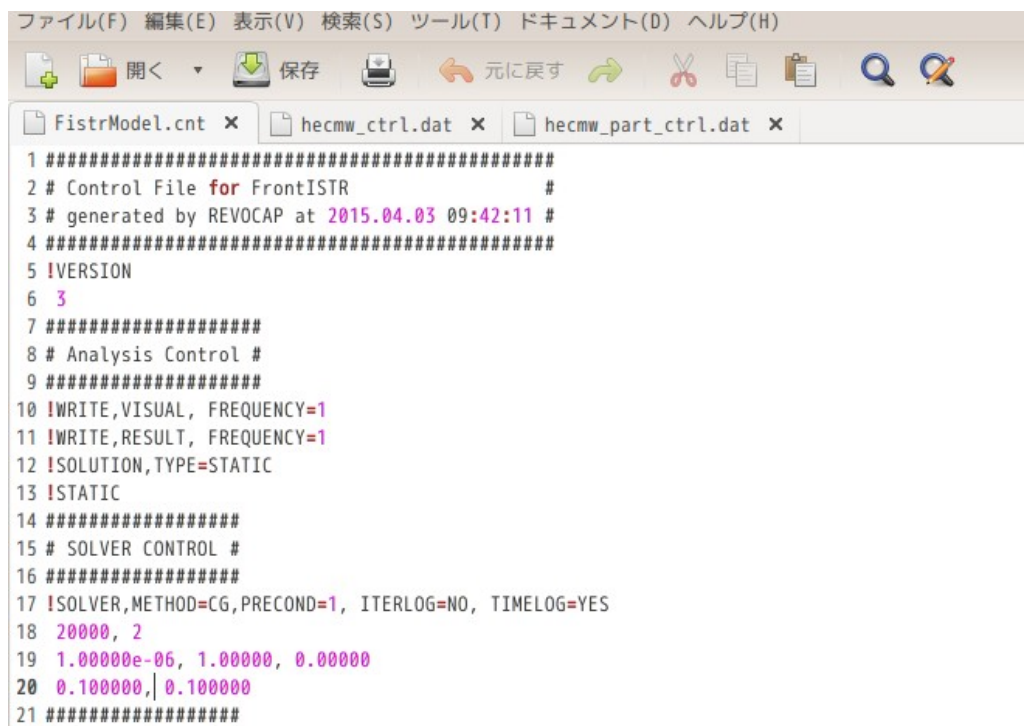 ファイル(F) 編集(E) 表示(V) 検索(S) ツール(T) ドキュメント(D) ヘルプ(H)
開く 保存 元に戻す
FistrModel.cnt × hecmw_ctrl.dat × hecmw_part_ctrl.dat ×
1 ###############################################
2 # Control File for FrontISTR #
3 # generated by REVOCAP at 2015.04.03 09:42:11 #
4 ###############################################
5 !VERSION
6 3
7 ####################
8 # Analysis Control #
9 ####################
10 !WRITE,VISUAL, FREQUENCY=1
11 !WRITE,RESULT, FREQUENCY=1
12 !SOLUTION,TYPE=STATIC
13 !STATIC
14 ##################
15 # SOLVER CONTROL #
16 ##################
17 !SOLVER,METHOD=CG,PRECOND=1, ITERLOG=NO, TIMELOG=YES
18 20000, 2
19 1.00000e-06, 1.00000, 0.00000
20 0.100000, 0.100000
21 ##################